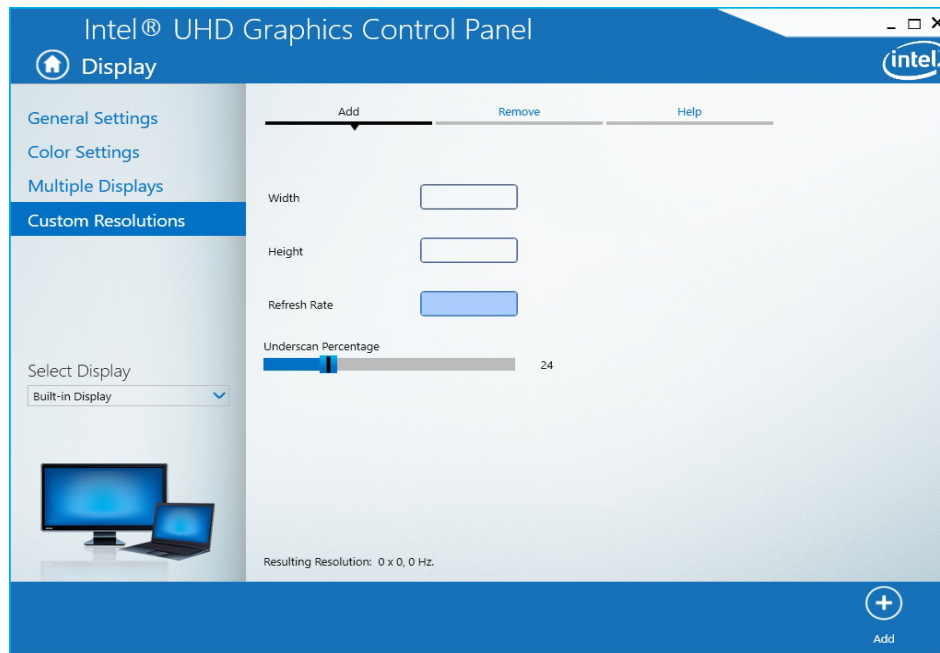 Intel® UHD Graphics Control Panel
Display
intel
General Settings
Color Settings
Multiple Displays
Custom Resolutions
Select Display
Built-in Display
Add Remove Help
Width
Height
Refresh Rate
Underscan Percentage
24
Resulting Resolution: 0 x 0, 0 Hz.
Add